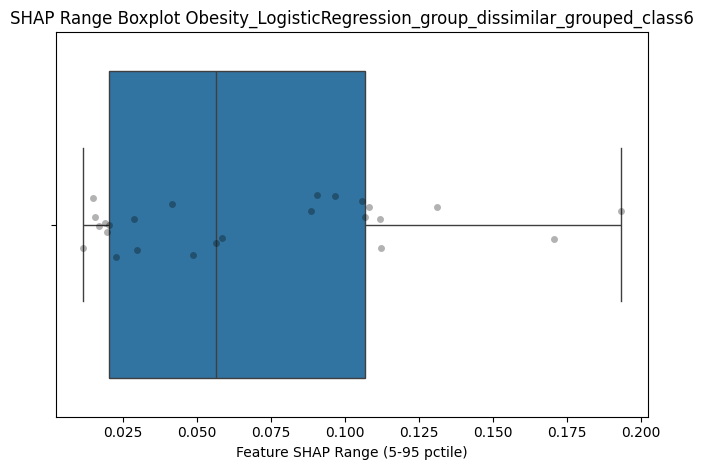 SHAP Range Boxplot Obesity_LogisticRegression_group_dissimilar_grouped_class6
0.025 0.050 0.075 0.100 0.125 0.150 0.175 0.200
Feature SHAP Range (5-95 pctile)